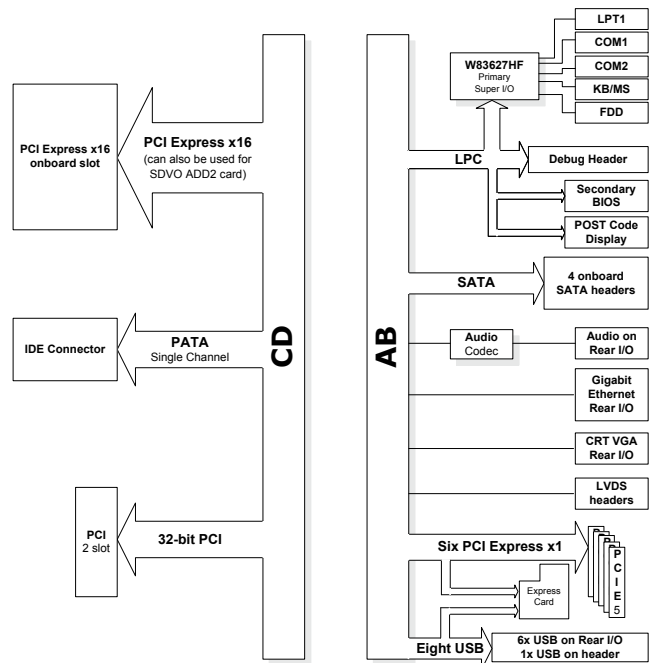 PCI Express x16
onboard slot
PCI Express x16
(can also be used for
SDVO ADD2 card)
IDE Connector
PATA
Single Channel
PCI
2 slot
32-bit PCI
CD
AB
W83627HF
Primary
Super I/O
LPT1
COM1
COM2
KB/MS
FDD
LPC
Debug Header
Secondary
BIOS
POST Code
Display
SATA
4 onboard
SATA headers
Audio
Codec
Audio on
Rear I/O
Gigabit
Ethernet
Rear I/O
CRT VGA
Rear I/O
LVDS
headers
Six PCI Express x1
P
C
I
E
5
Express
Card
Eight USB
6x USB on Rear I/O
1x USB on header